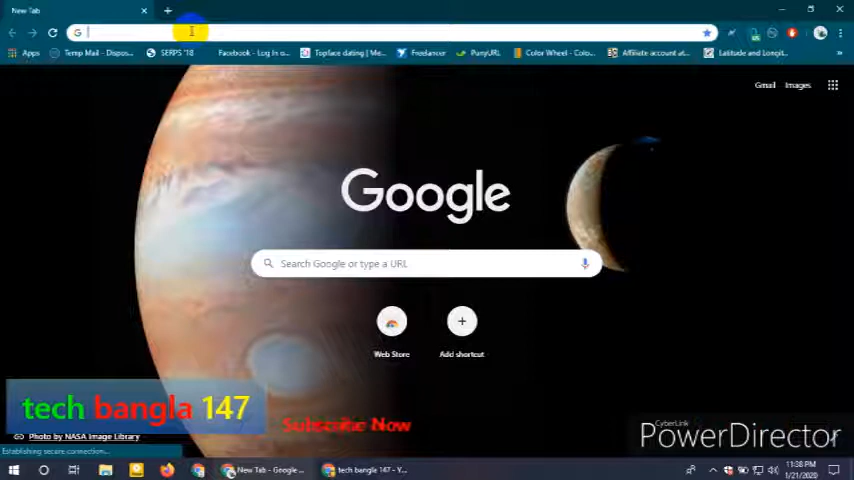 New Tab
G
Apps Temp Mail - Dispos... SERPS '18 Facebook - Log In o... Topface dating | Me... Freelancer PunyURL Color Wheel - Colo... Affiliate account at... Latitude and Longit...
Gmail Images
Google
Search Google or type a URL
Web Store Add shortcut
tech bangla 147
Subscribe Now
Photo by NASA Image Library
CyberLink
PowerDirector
Establishing secure connection...
New Tab - Google ... tech bangla 147 - Y...
11:38 PM
1/21/2020